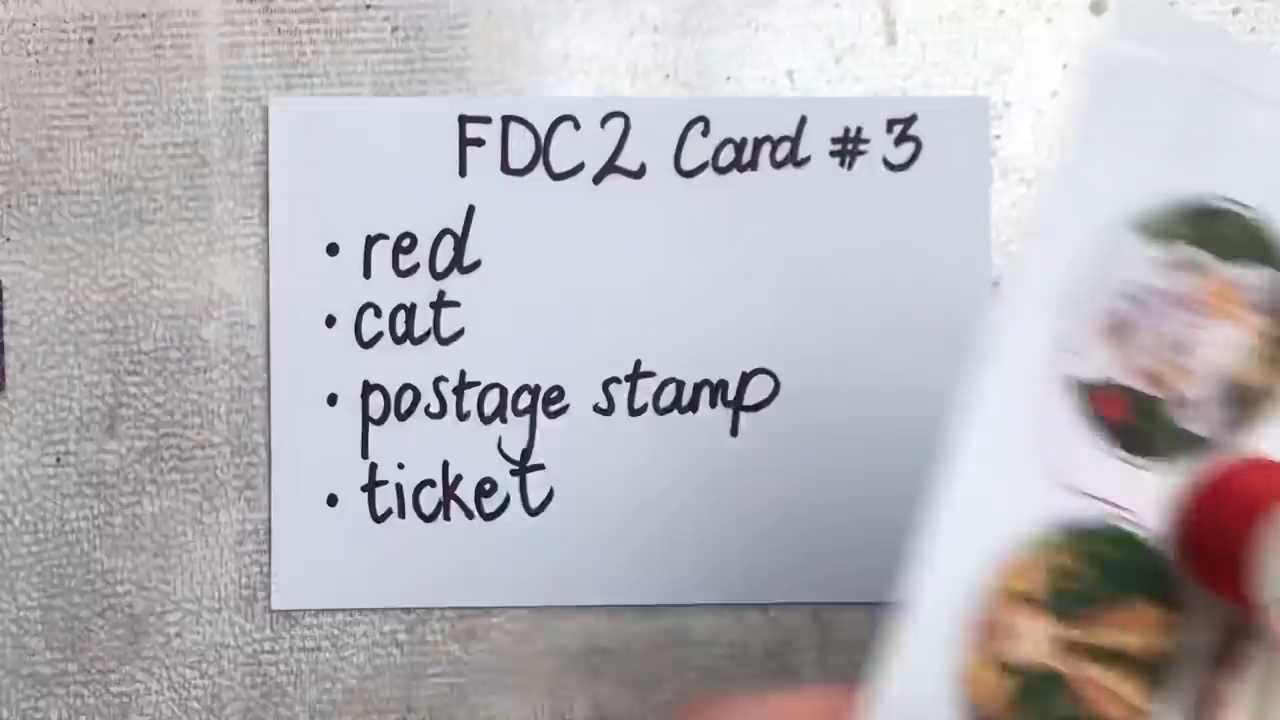 FDC2 Card #3
• red
• cat
• postage stamp
• ticket